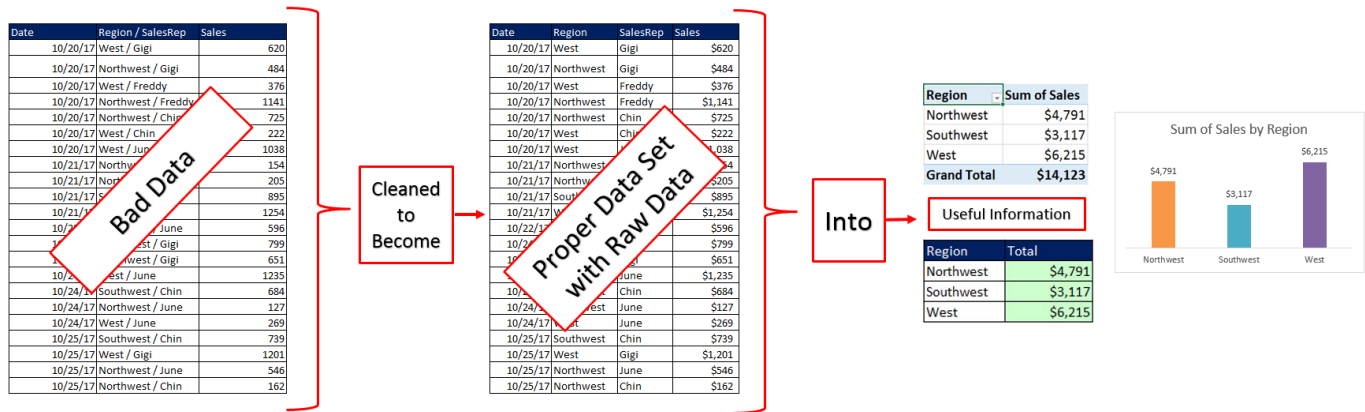 Date Region / SalesRep Sales
10/20/17 West / Gigi 620
10/20/17 Northwest / Gigi 484
10/20/17 West / Freddy 376
10/20/17 Northwest / Freddy 1141
10/20/17 Northwest / Chin 725
10/20/17 West / Chin 222
10/20/17 West / June 1038
10/21/17 154
10/21/17 205
10/21/17 895
1254
June 596
/ Gigi 799
/ Gigi 651
/ June 1235
10/24/17 Southwest / Chin 684
10/24/17 Northwest / June 127
10/24/17 West / June 269
10/25/17 Southwest / Chin 739
10/25/17 West / Gigi 1201
10/25/17 Northwest / June 546
10/25/17 Northwest / Chin 162
Bad Data
Cleaned
to
Become
Date Region SalesRep Sales
10/20/17 West Gigi $620
10/20/17 Northwest Gigi $484
10/20/17 West Freddy $376
10/20/17 Northwest Freddy $1,141
10/20/17 Northwest Chin $725
10/20/17 West Chin $222
10/20/17 West
10/21/17 Northwest
10/21/17 $205
10/21/17 $895
10/21/17 $1,254
10/22/17 $596
$799
$651
June $1,235
Chin $684
June $127
10/24/17 June $269
10/25/17 Southwest Chin $739
10/25/17 West Gigi $1,201
10/25/17 Northwest June $546
10/25/17 Northwest Chin $162
Proper Data Set
with Raw Data
Into
Region Sum of Sales
Northwest $4,791
Southwest $3,117
West $6,215
Grand Total $14,123
Useful Information
Region Total
Northwest $4,791
Southwest $3,117
West $6,215
Sum of Sales by Region
$6,215
$4,791
$3,117
Northwest Southwest West